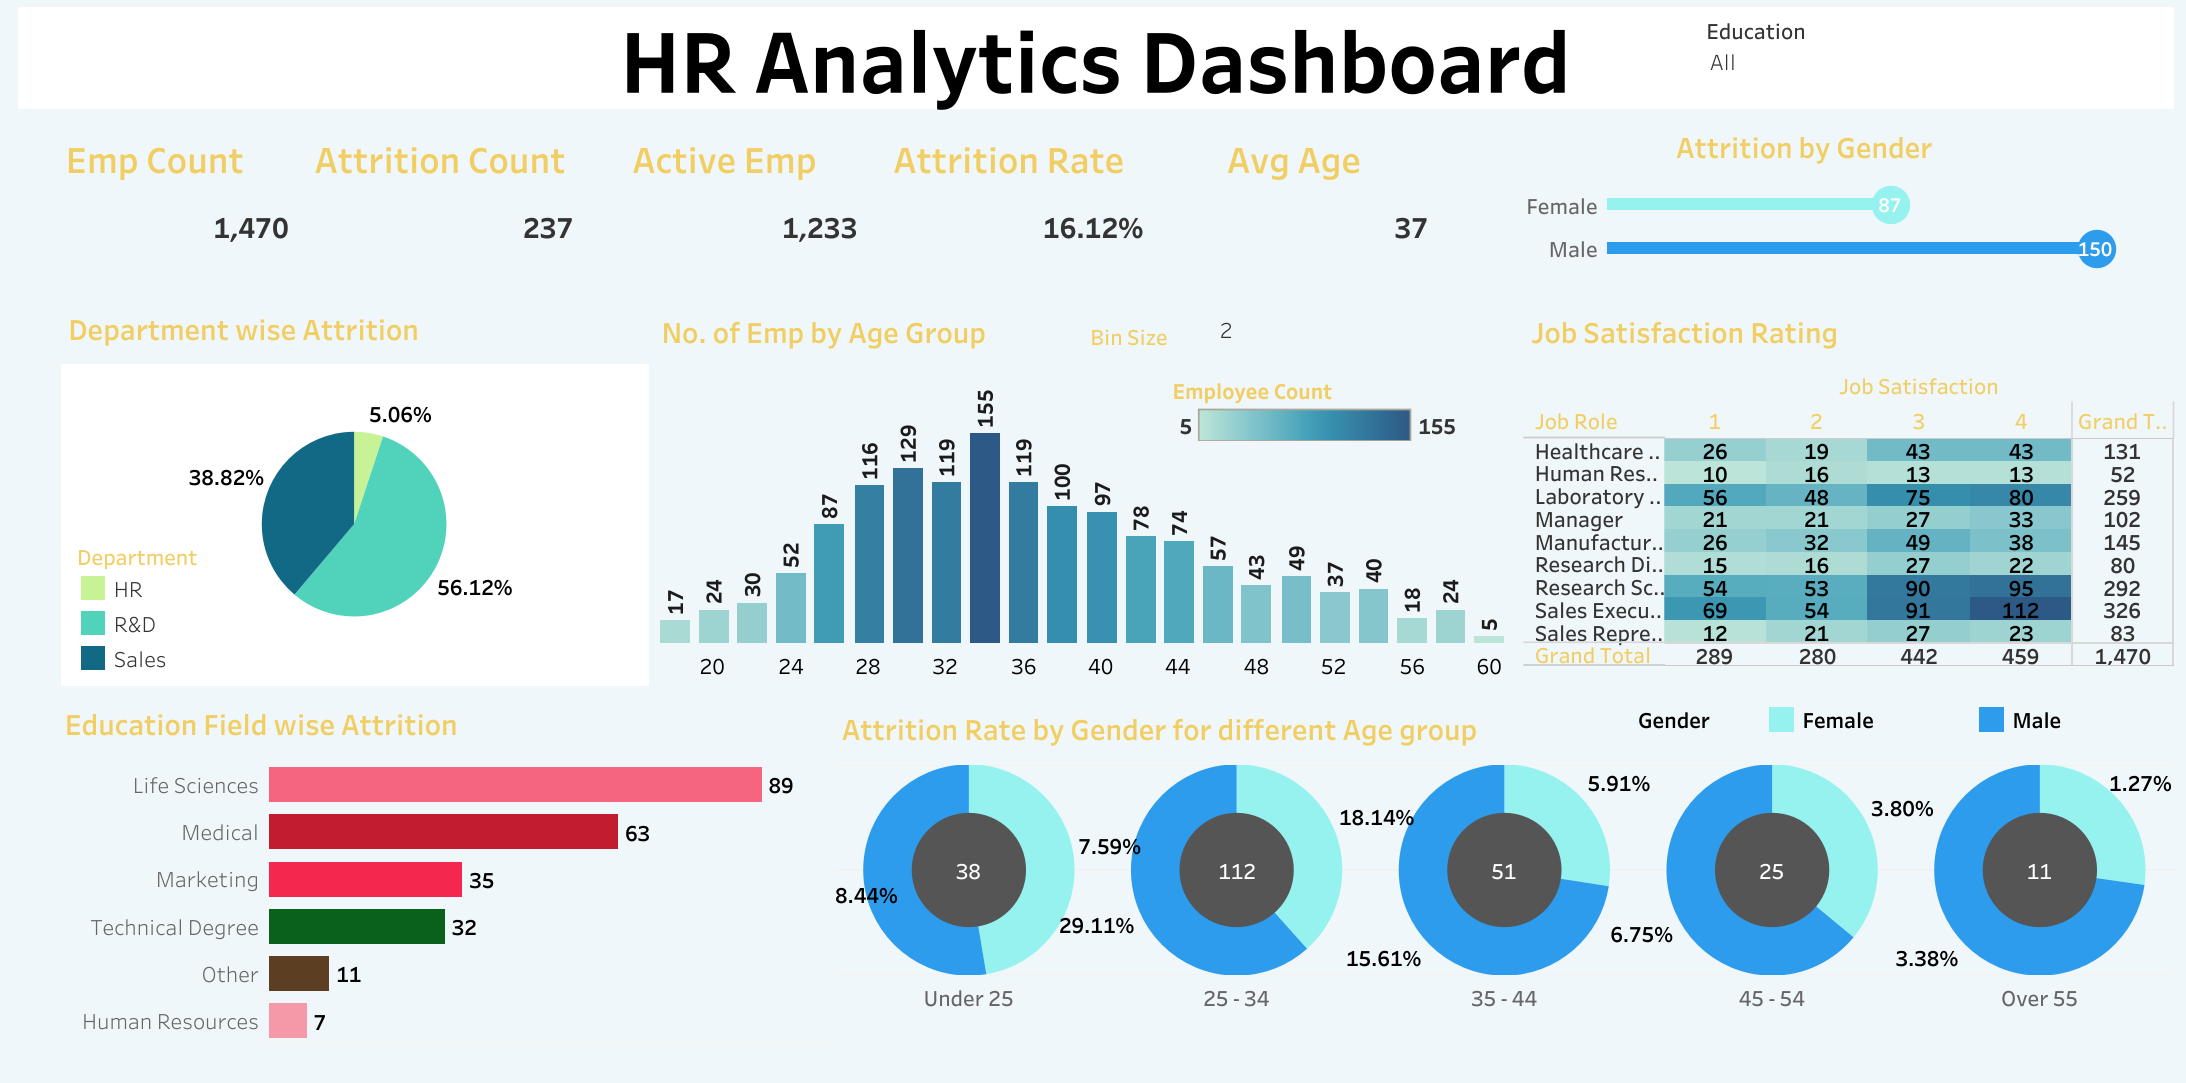 HR Analytics Dashboard
Education
All
Emp Count
1,470
Attrition Count
237
Active Emp
1,233
Attrition Rate
16.12%
Avg Age
37
Attrition by Gender
Female 87
Male 150
Department wise Attrition
5.06%
38.82%
56.12%
Department
HR
R&D
Sales
No. of Emp by Age Group
Bin Size 2
Employee Count
5 155
17 24 30 52 87 116 129 119 155 119 100 97 78 74 57 43 49 37 40 18 24 5
20 24 28 32 36 40 44 48 52 56 60
Job Satisfaction Rating
Job Satisfaction
Job Role 1 2 3 4 Grand T..
Healthcare .. 26 19 43 43 131
Human Res.. 10 16 13 13 52
Laboratory .. 56 48 75 80 259
Manager 21 21 27 33 102
Manufactur.. 26 32 49 38 145
Research Di.. 15 16 27 22 80
Research Sc.. 54 53 90 95 292
Sales Execu.. 69 54 91 112 326
Sales Repre.. 12 21 27 23 83
Grand Total 289 280 442 459 1,470
Education Field wise Attrition
Life Sciences 89
Medical 63
Marketing 35
Technical Degree 32
Other 11
Human Resources 7
Attrition Rate by Gender for different Age group
Gender Female Male
38
7.59%
8.44%
Under 25
112
18.14%
29.11%
25 - 34
51
5.91%
15.61%
35 - 44
25
3.80%
6.75%
45 - 54
11
1.27%
3.38%
Over 55